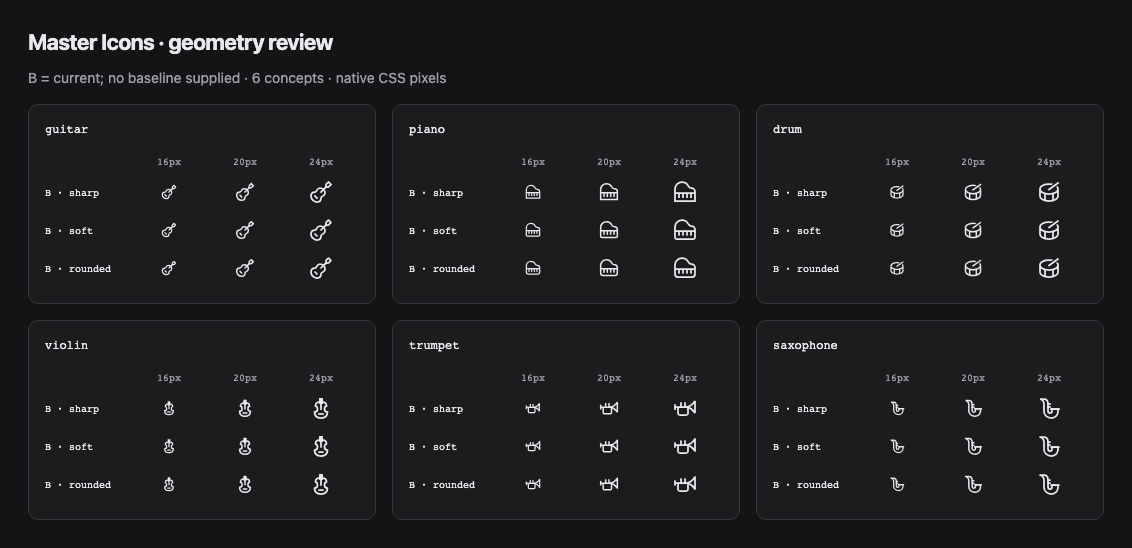 Master Icons · geometry review
B = current; no baseline supplied · 6 concepts · native CSS pixels
guitar
16px 20px 24px
B · sharp
B · soft
B · rounded
piano
16px 20px 24px
B · sharp
B · soft
B · rounded
drum
16px 20px 24px
B · sharp
B · soft
B · rounded
violin
16px 20px 24px
B · sharp
B · soft
B · rounded
trumpet
16px 20px 24px
B · sharp
B · soft
B · rounded
saxophone
16px 20px 24px
B · sharp
B · soft
B · rounded